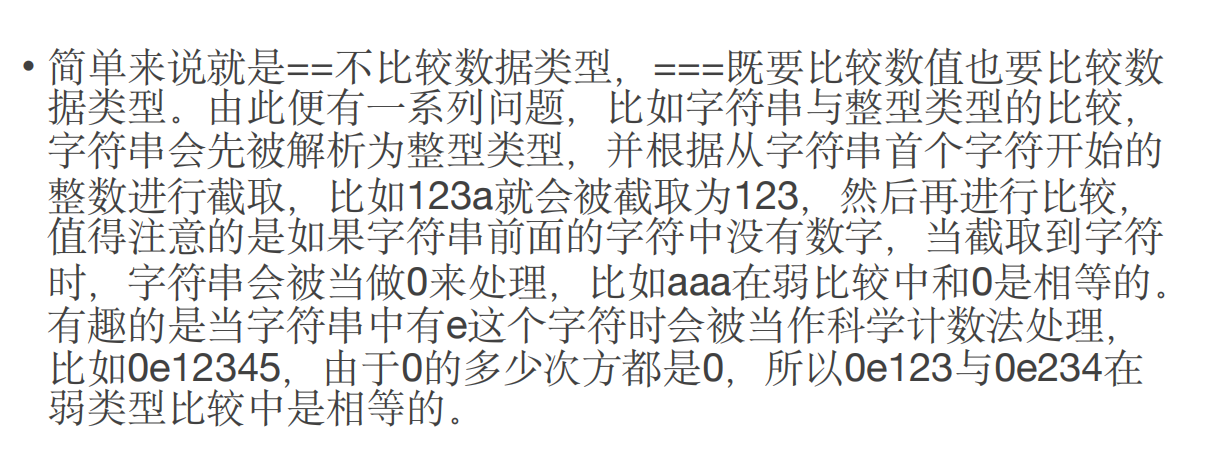 • 简单来说就是==不比较数据类型，===既要比较数值也要比较数
据类型。由此便有一系列问题，比如字符串与整型类型的比较，
字符串会先被解析为整型类型，并根据从字符串首个字符开始的
整数进行截取，比如123a就会被截取为123，然后再进行比较，
值得注意的是如果字符串前面的字符中没有数字，当截取到字符
时，字符串会被当做0来处理，比如aaa在弱比较中和0是相等的。
有趣的是当字符串中有e这个字符时会被当作科学计数法处理，
比如0e12345，由于0的多少次方都是0，所以0e123与0e234在
弱类型比较中是相等的。